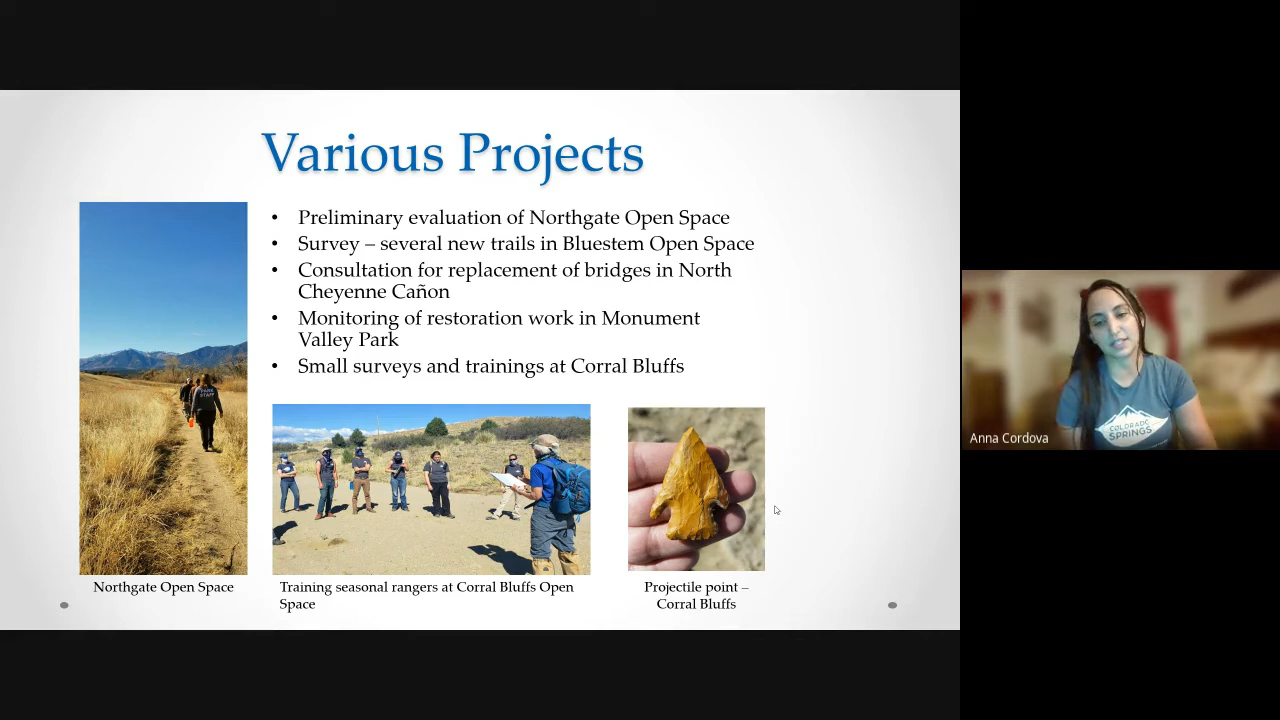 Various Projects
• Preliminary evaluation of Northgate Open Space
• Survey – several new trails in Bluestem Open Space
• Consultation for replacement of bridges in North
Cheyenne Cañon
• Monitoring of restoration work in Monument
Valley Park
• Small surveys and trainings at Corral Bluffs
PARK
STAFF
Northgate Open Space
Training seasonal rangers at Corral Bluffs Open
Space
Projectile point –
Corral Bluffs
COLORADO
SPRINGS
Anna Cordova